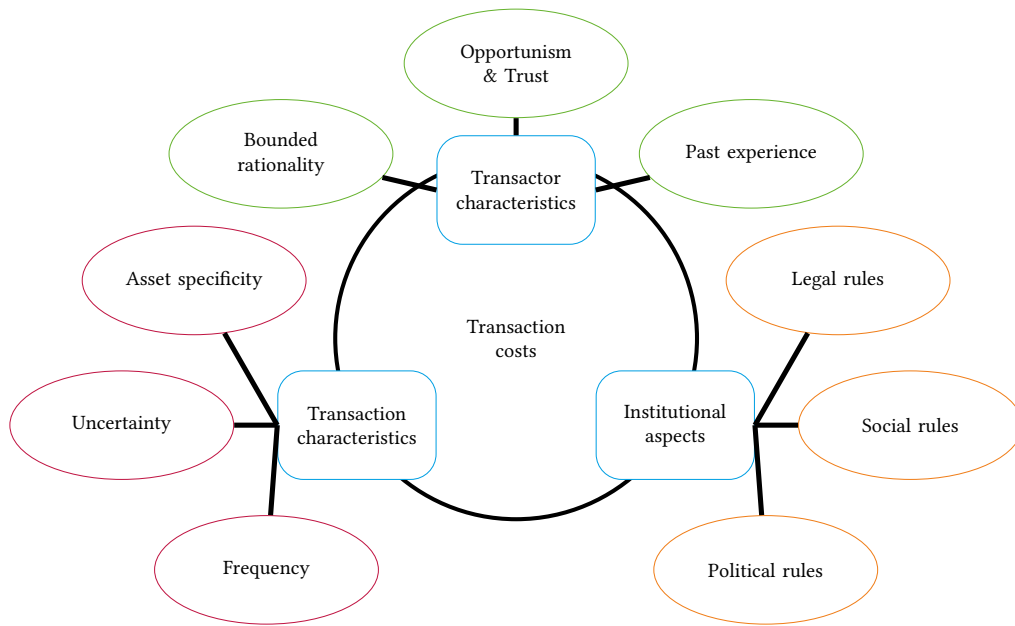 Opportunism
& Trust
Bounded
rationality
Past experience
Transactor
characteristics
Asset specificity
Legal rules
Transaction
costs
Uncertainty
Transaction
characteristics
Institutional
aspects
Social rules
Frequency
Political rules